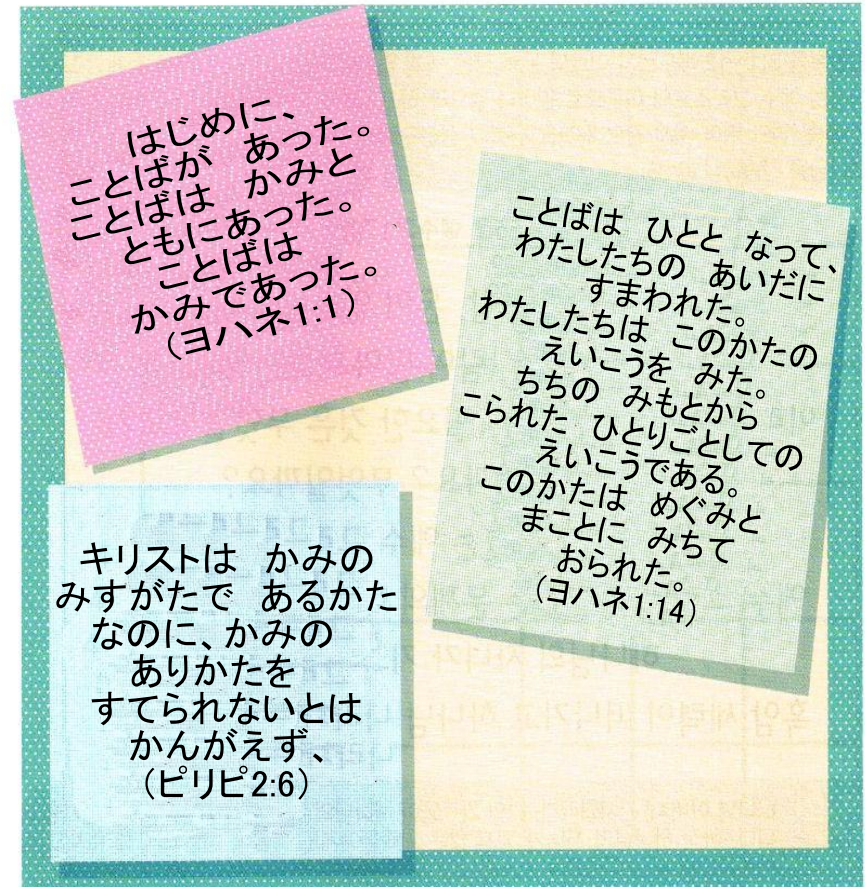 はじめに、
ことばが　あった。
ことばは　かみと
ともにあった。
ことばは
かみであった。
(ヨハネ1:1)
ことばは　ひとと　なって、
わたしたちの　あいだに
すまわれた。
わたしたちは　このかたの
えいこうを　みた。
ちちの　みもとから
こられた　ひとりごとしての
えいこうである。
このかたは　めぐみと
まことに　みちて
おられた。
(ヨハネ1:14)
キリストは　かみの
みすがたで　あるかた
なのに、かみの
ありかたを
すてられないとは
かんがえず、
(ピリピ2:6)